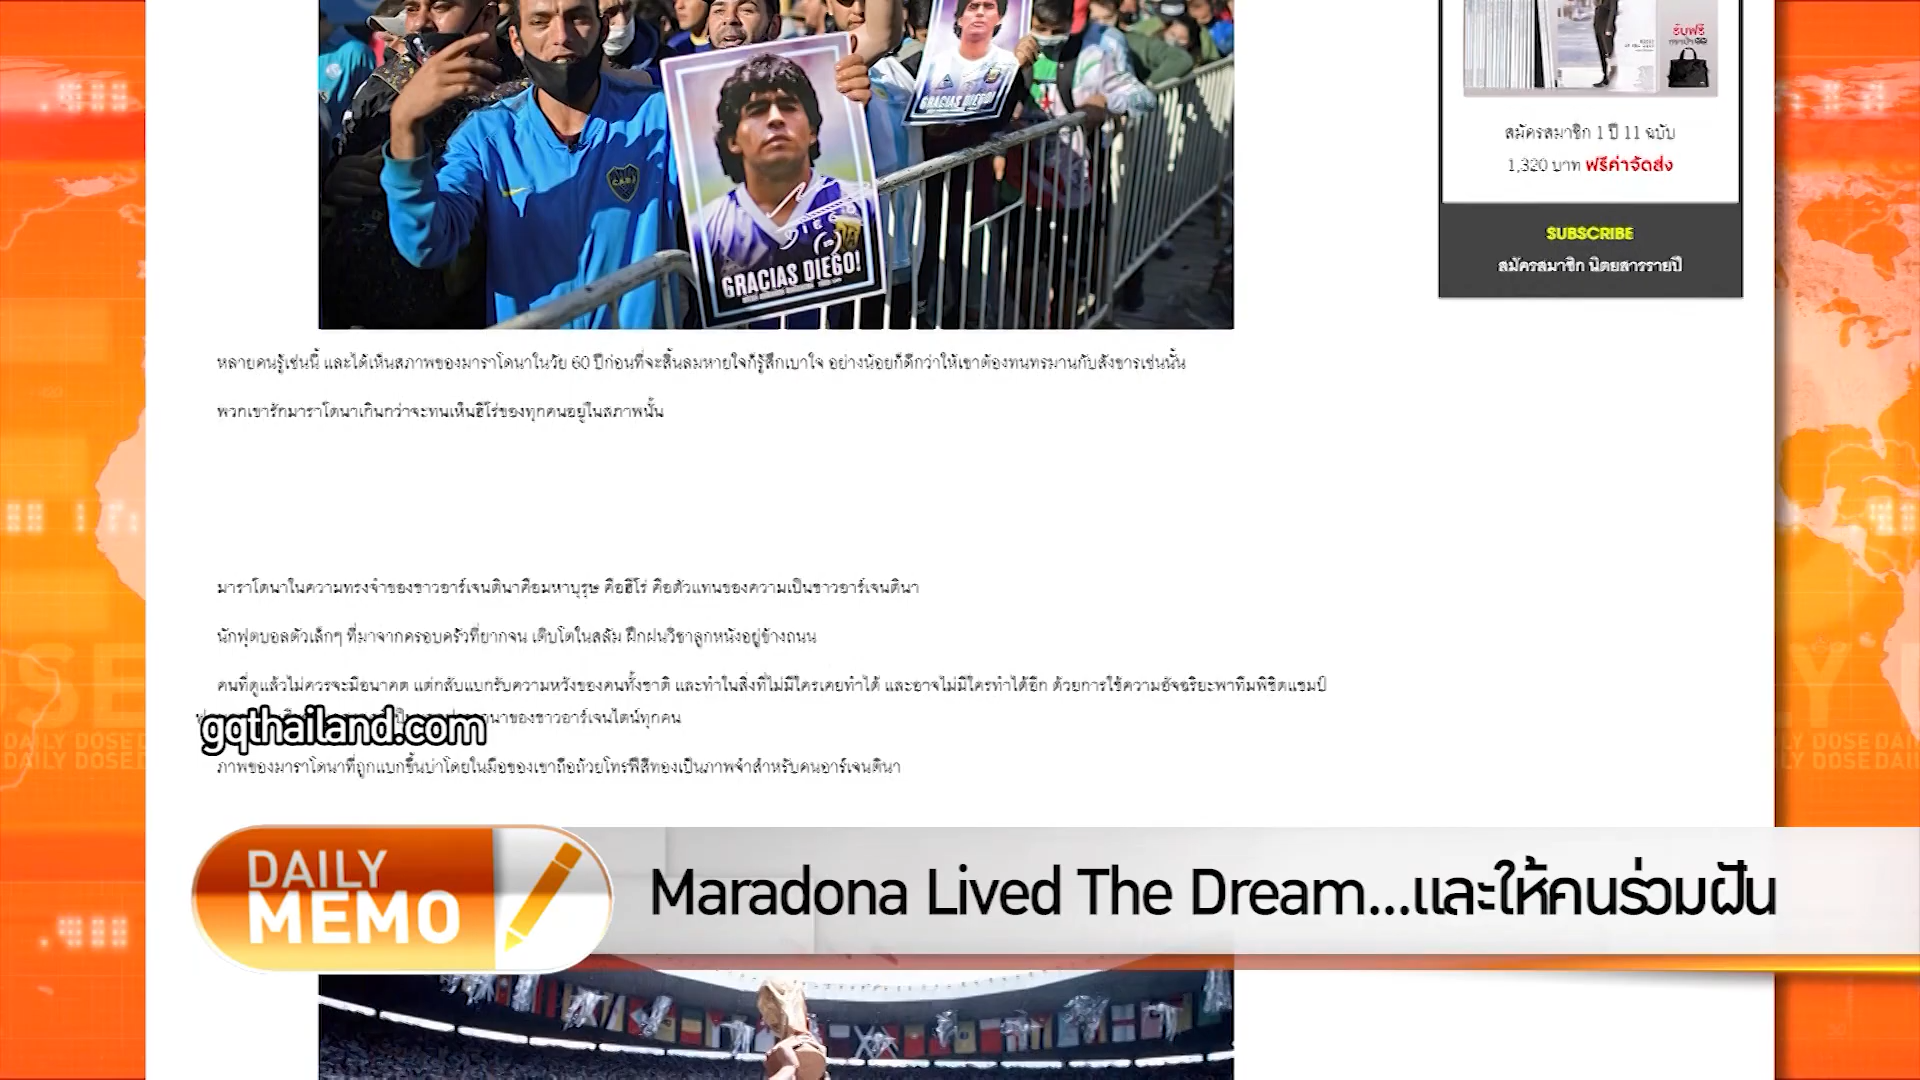 GRACIAS DIEGO!
GRACIAS DIEGO!
รับฟรี
สมัครสมาชิก 1 ปี 11 ฉบับ
1,320 บาท ฟรีค่าจัดส่ง
SUBSCRIBE
สมัครสมาชิก นิตยสารรายปี
หลายคนรู้เช่นนี้ และได้เห็นสภาพของมาราโดนาในวัย 60 ปีก่อนที่จะสิ้นลมหายใจก็รู้สึกเบาใจ อย่างน้อยก็ดีกว่าให้เขาต้องทนทรมานกับสังขารเช่นนั้น
พวกเขารักมาราโดนาเกินกว่าจะทนเห็นฮีโร่ของทุกคนอยู่ในสภาพนั้น
มาราโดนาในความทรงจำของชาวอาร์เจนตินาคือมหาบุรุษ คือฮีโร่ คือตัวแทนของความเป็นชาวอาร์เจนตินา
นักฟุตบอลตัวเล็กๆ ที่มาจากครอบครัวที่ยากจน เติบโตในสลัม ฝึกฝนวิชาลูกหนังอยู่ข้างถนน
คนที่ดูแล้วไม่ควรจะมีอนาคต แต่กลับแบกรับความหวังของคนทั้งชาติ และทำในสิ่งที่ไม่มีใครเคยทำได้ และอาจไม่มีใครทำได้อีก ด้วยการใช้ความอัจฉริยะพาทีมพิชิตแชมป์
ของชาวอาร์เจนไตน์ทุกคน
gqthailand.com
ภาพของมาราโดนาที่ถูกแบกขึ้นบ่าโดยในมือของเขาถือถ้วยโทรฟี่สีทองเป็นภาพจำสำหรับคนอาร์เจนตินา
DAILY
MEMO
Maradona Lived The Dream...และให้คนร่วมฝัน
DAILY DOSE
DAILY DOSE